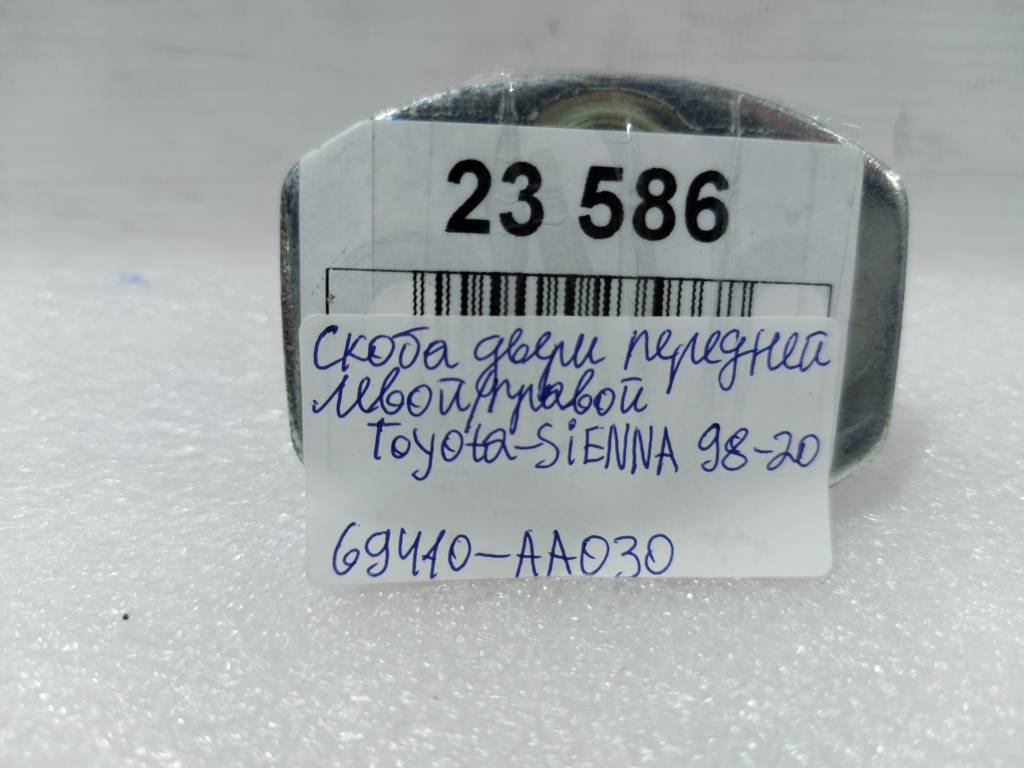 23 586
Скоба двери передней
левой/правой
Toyota-SiENNA 98-20
69410-AA030